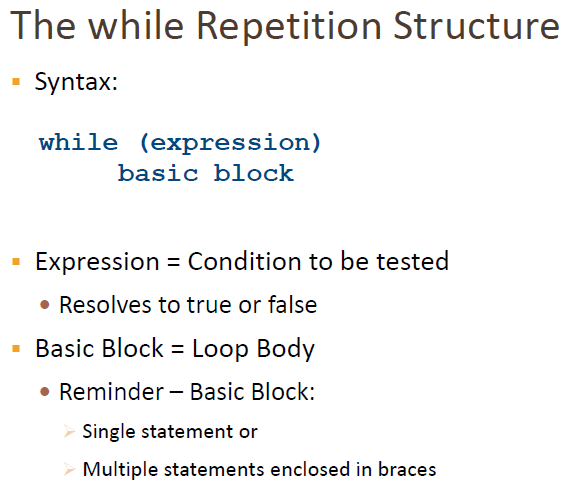 The while Repetition Structure
Syntax:
while (expression)
basic block
Expression = Condition to be tested
Resolves to true or false
Basic Block = Loop Body
Reminder – Basic Block:
Single statement or
Multiple statements enclosed in braces